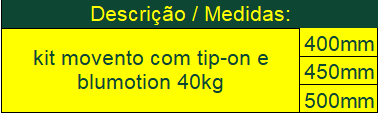 Descrição / Medidas:
kit movento com tip-on e
blumotion 40kg
400mm
450mm
500mm